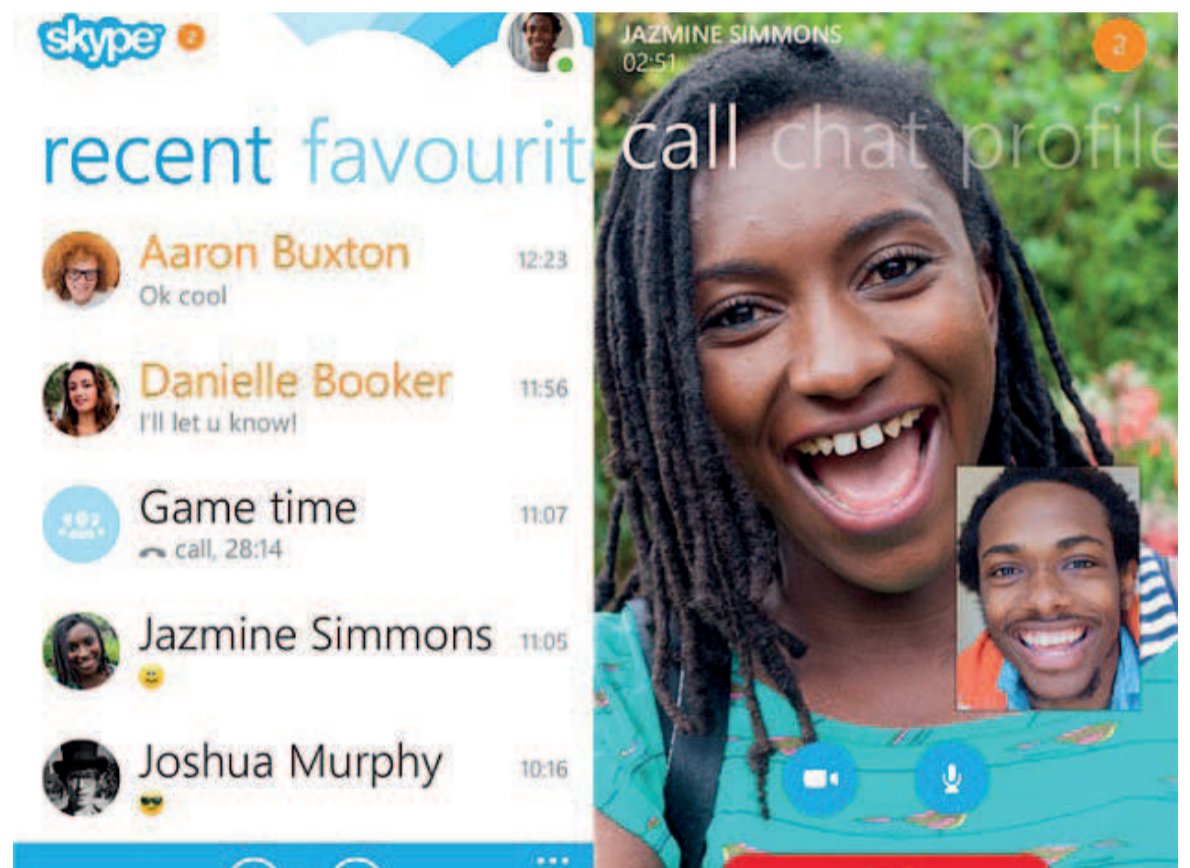 skype 2
recent favourit
Aaron Buxton 12:23
Ok cool
Danielle Booker 11:56
I'll let u know!
Game time 11:07
call, 28:14
Jazmine Simmons 11:05
Joshua Murphy 10:16
JAZMINE SIMMONS
02:51
2
call chat profile